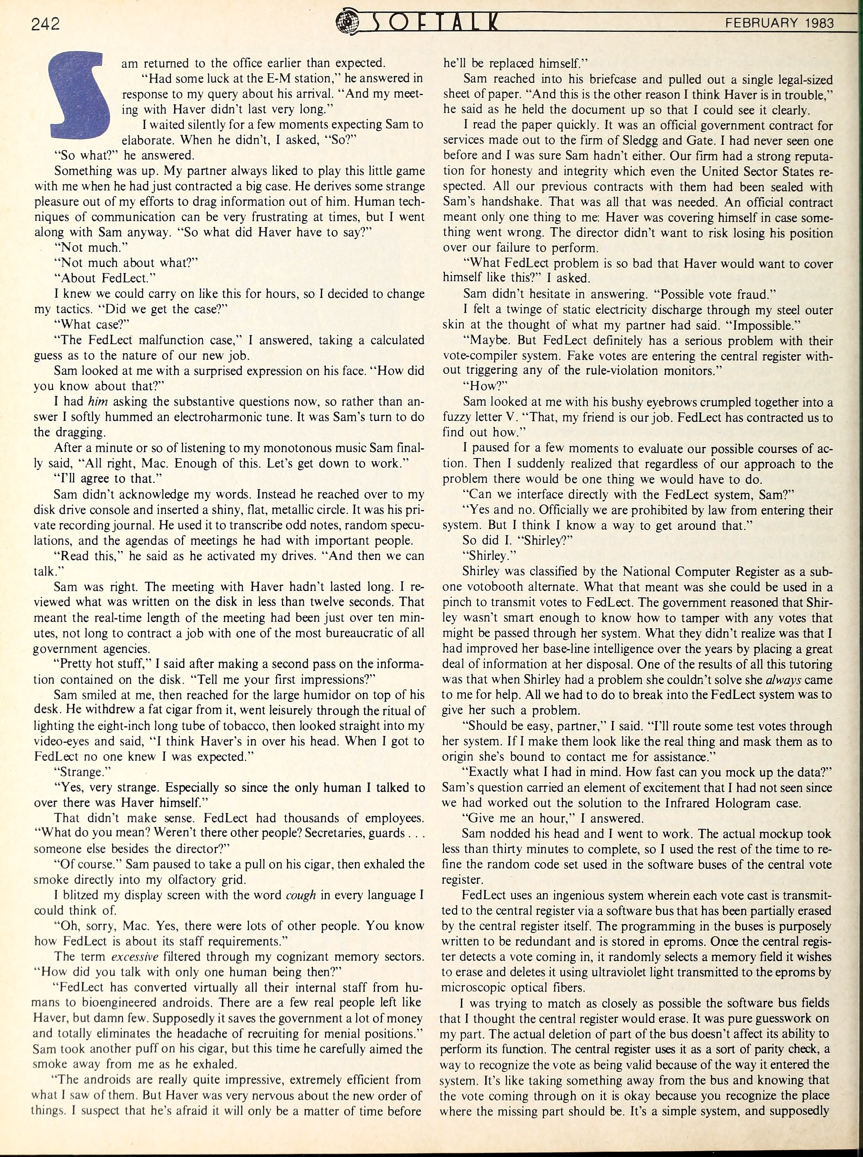 242
SOFTALK
FEBRUARY 1983
Sam returned to the office earlier than expected.
“Had some luck at the E-M station,” he answered in
response to my query about his arrival. “And my meet-
ing with Haver didn't last very long.”
I waited silently for a few moments expecting Sam to
elaborate. When he didn't, I asked, “So?”
“So what?” he answered.
Something was up. My partner always liked to play this little game
with me when he had just contracted a big case. He derives some strange
pleasure out of my efforts to drag information out of him. Human tech-
niques of communication can be very frustrating at times, but I went
along with Sam anyway. “So what did Haver have to say?”
“Not much.”
“Not much about what?”
“About FedLect.”
I knew we could carry on like this for hours, so I decided to change
my tactics. “Did we get the case?”
“What case?”
“The FedLect malfunction case,” I answered, taking a calculated
guess as to the nature of our new job.
Sam looked at me with a surprised expression on his face. “How did
you know about that?”
I had him asking the substantive questions now, so rather than an-
swer I softly hummed an electroharmonic tune. It was Sam's turn to do
the dragging.
After a minute or so of listening to my monotonous music Sam final-
ly said, “All right, Mac. Enough of this. Let's get down to work.”
“I'll agree to that.”
Sam didn't acknowledge my words. Instead he reached over to my
disk drive console and inserted a shiny, flat, metallic circle. It was his pri-
vate recording journal. He used it to transcribe odd notes, random specu-
lations, and the agendas of meetings he had with important people.
“Read this,” he said as he activated my drives. “And then we can
talk.”
Sam was right. The meeting with Haver hadn't lasted long. I re-
viewed what was written on the disk in less than twelve seconds. That
meant the real-time length of the meeting had been just over ten min-
utes, not long to contract a job with one of the most bureaucratic of all
government agencies.
“Pretty hot stuff,” I said after making a second pass on the informa-
tion contained on the disk. “Tell me your first impressions?”
Sam smiled at me, then reached for the large humidor on top of his
desk. He withdrew a fat cigar from it, went leisurely through the ritual of
lighting the eight-inch long tube of tobacco, then looked straight into my
video-eyes and said, “I think Haver's in over his head. When I got to
FedLect no one knew I was expected.”
“Strange.”
“Yes, very strange. Especially so since the only human I talked to
over there was Haver himself.”
That didn't make sense. FedLect had thousands of employees.
“What do you mean? Weren't there other people? Secretaries, guards . . .
someone else besides the director?”
“Of course.” Sam paused to take a pull on his cigar, then exhaled the
smoke directly into my olfactory grid.
I blitzed my display screen with the word cough in every language I
could think of.
“Oh, sorry, Mac. Yes, there were lots of other people. You know
how FedLect is about its staff requirements.”
The term excessive filtered through my cognizant memory sectors.
“How did you talk with only one human being then?”
“FedLect has converted virtually all their internal staff from hu-
mans to bioengineered androids. There are a few real people left like
Haver, but damn few. Supposedly it saves the government a lot of money
and totally eliminates the headache of recruiting for menial positions.”
Sam took another puff on his cigar, but this time he carefully aimed the
smoke away from me as he exhaled.
“The androids are really quite impressive, extremely efficient from
what I saw of them. But Haver was very nervous about the new order of
things. I suspect that he's afraid it will only be a matter of time before
he'll be replaced himself.”
Sam reached into his briefcase and pulled out a single legal-sized
sheet of paper. “And this is the other reason I think Haver is in trouble,”
he said as he held the document up so that I could see it clearly.
I read the paper quickly. It was an official government contract for
services made out to the firm of Sledgg and Gate. I had never seen one
before and I was sure Sam hadn't either. Our firm had a strong reputa-
tion for honesty and integrity which even the United Sector States re-
spected. All our previous contracts with them had been sealed with
Sam's handshake. That was all that was needed. An official contract
meant only one thing to me: Haver was covering himself in case some-
thing went wrong. The director didn't want to risk losing his position
over our failure to perform.
“What FedLect problem is so bad that Haver would want to cover
himself like this?” I asked.
Sam didn't hesitate in answering. “Possible vote fraud.”
I felt a twinge of static electricity discharge through my steel outer
skin at the thought of what my partner had said. “Impossible.”
“Maybe. But FedLect definitely has a serious problem with their
vote-compiler system. Fake votes are entering the central register with-
out triggering any of the rule-violation monitors.”
“How?”
Sam looked at me with his bushy eyebrows crumpled together into a
fuzzy letter V. “That, my friend is our job. FedLect has contracted us to
find out how.”
I paused for a few moments to evaluate our possible courses of ac-
tion. Then I suddenly realized that regardless of our approach to the
problem there would be one thing we would have to do.
“Can we interface directly with the FedLect system, Sam?”
“Yes and no. Officially we are prohibited by law from entering their
system. But I think I know a way to get around that.”
So did I. “Shirley?”
“Shirley.”
Shirley was classified by the National Computer Register as a sub-
one votobooth alternate. What that meant was she could be used in a
pinch to transmit votes to FedLect. The government reasoned that Shir-
ley wasn't smart enough to know how to tamper with any votes that
might be passed through her system. What they didn't realize was that I
had improved her base-line intelligence over the years by placing a great
deal of information at her disposal. One of the results of all this tutoring
was that when Shirley had a problem she couldn't solve she always came
to me for help. All we had to do to break into the FedLect system was to
give her such a problem.
“Should be easy, partner,” I said. “I'll route some test votes through
her system. If I make them look like the real thing and mask them as to
origin she's bound to contact me for assistance.”
“Exactly what I had in mind. How fast can you mock up the data?”
Sam's question carried an element of excitement that I had not seen since
we had worked out the solution to the Infrared Hologram case.
“Give me an hour,” I answered.
Sam nodded his head and I went to work. The actual mockup took
less than thirty minutes to complete, so I used the rest of the time to re-
fine the random code set used in the software buses of the central vote
register.
FedLect uses an ingenious system wherein each vote cast is transmit-
ted to the central register via a software bus that has been partially erased
by the central register itself. The programming in the buses is purposely
written to be redundant and is stored in eproms. Once the central regis-
ter detects a vote coming in, it randomly selects a memory field it wishes
to erase and deletes it using ultraviolet light transmitted to the eproms by
microscopic optical fibers.
I was trying to match as closely as possible the software bus fields
that I thought the central register would erase. It was pure guesswork on
my part. The actual deletion of part of the bus doesn't affect its ability to
perform its function. The central register uses it as a sort of parity check, a
way to recognize the vote as being valid because of the way it entered the
system. It's like taking something away from the bus and knowing that
the vote coming through on it is okay because you recognize the place
where the missing part should be. It's a simple system, and supposedly